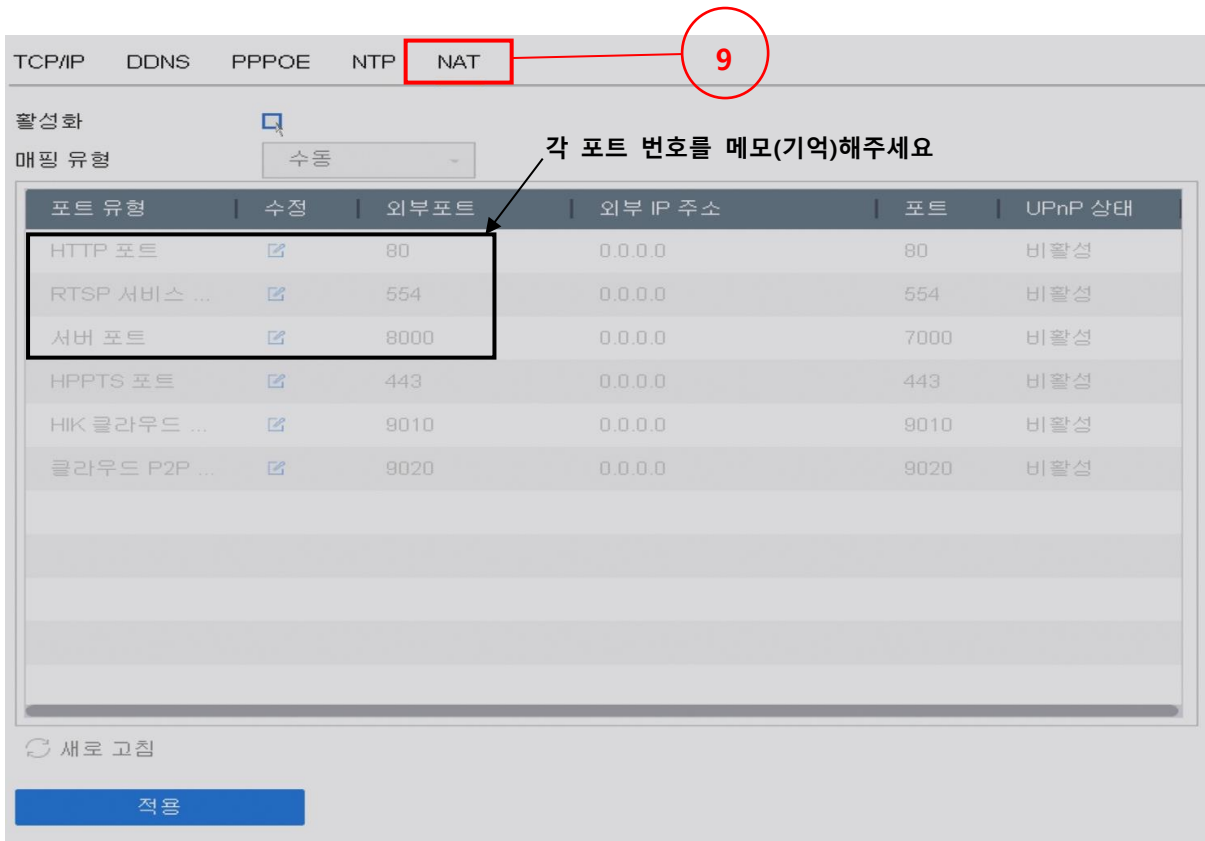 9
TCP/IP DDNS PPPOE NTP NAT
활성화
각 포트 번호를 메모(기억)해주세요
매핑 유형 수동
포트 유형 수정 외부포트 외부 IP 주소 포트 UPnP 상태
HTTP 포트 80 0.0.0.0 80 비활성
RTSP 서비스 ... 554 0.0.0.0 554 비활성
서버 포트 8000 0.0.0.0 7000 비활성
HPPTS 포트 443 0.0.0.0 443 비활성
HIK 클라우드 ... 9010 0.0.0.0 9010 비활성
클라우드 P2P ... 9020 0.0.0.0 9020 비활성
새로 고침
적용